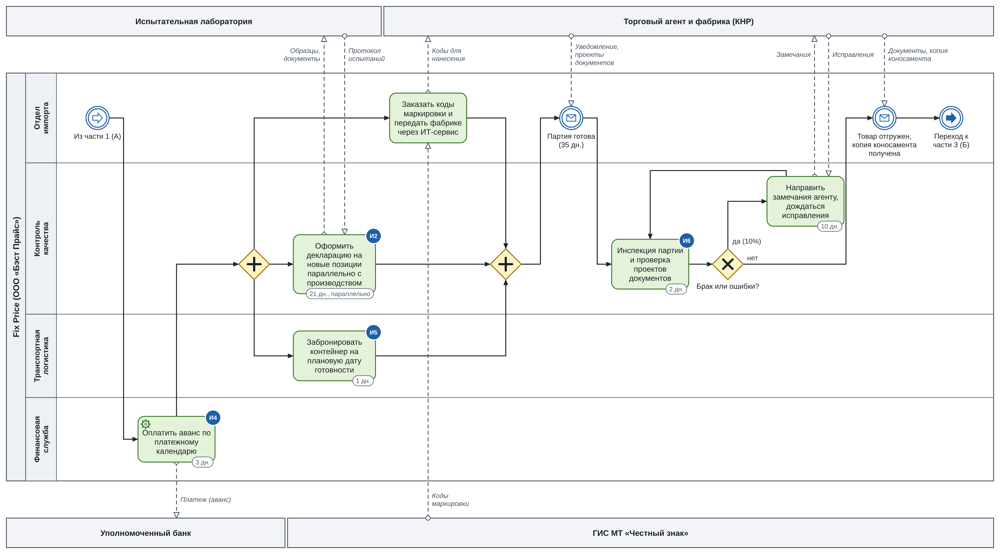 Испытательная лаборатория
Торговый агент и фабрика (КНР)
Образцы,
документы
Протокол
испытаний
Коды для
нанесения
Уведомление,
проекты
документов
Замечания
Исправления
Документы, копия
коносамента
Fix Price (ООО «Бэст Прайс»)
Отдел
импорта
Из части 1 (А)
Заказать коды
маркировки и
передать фабрике
через ИТ-сервис
Партия готова
(35 дн.)
Товар отгружен,
копия коносамента
получена
Переход к
части 3 (Б)
Контроль
качества
Направить
замечания агенту,
дождаться
исправления
10 дн.
И2
Оформить
декларацию на
новые позиции
параллельно с
производством
21 дн., параллельно
И6
Инспекция партии
и проверка
проектов
документов
2 дн.
да (10%)
нет
Брак или ошибки?
Транспортная
логистика
И5
Забронировать
контейнер на
плановую дату
готовности
1 дн.
Финансовая
служба
И4
Оплатить аванс по
платежному
календарю
3 дн.
Платеж (аванс)
Коды
маркировки
Уполномоченный банк
ГИС МТ «Честный знак»